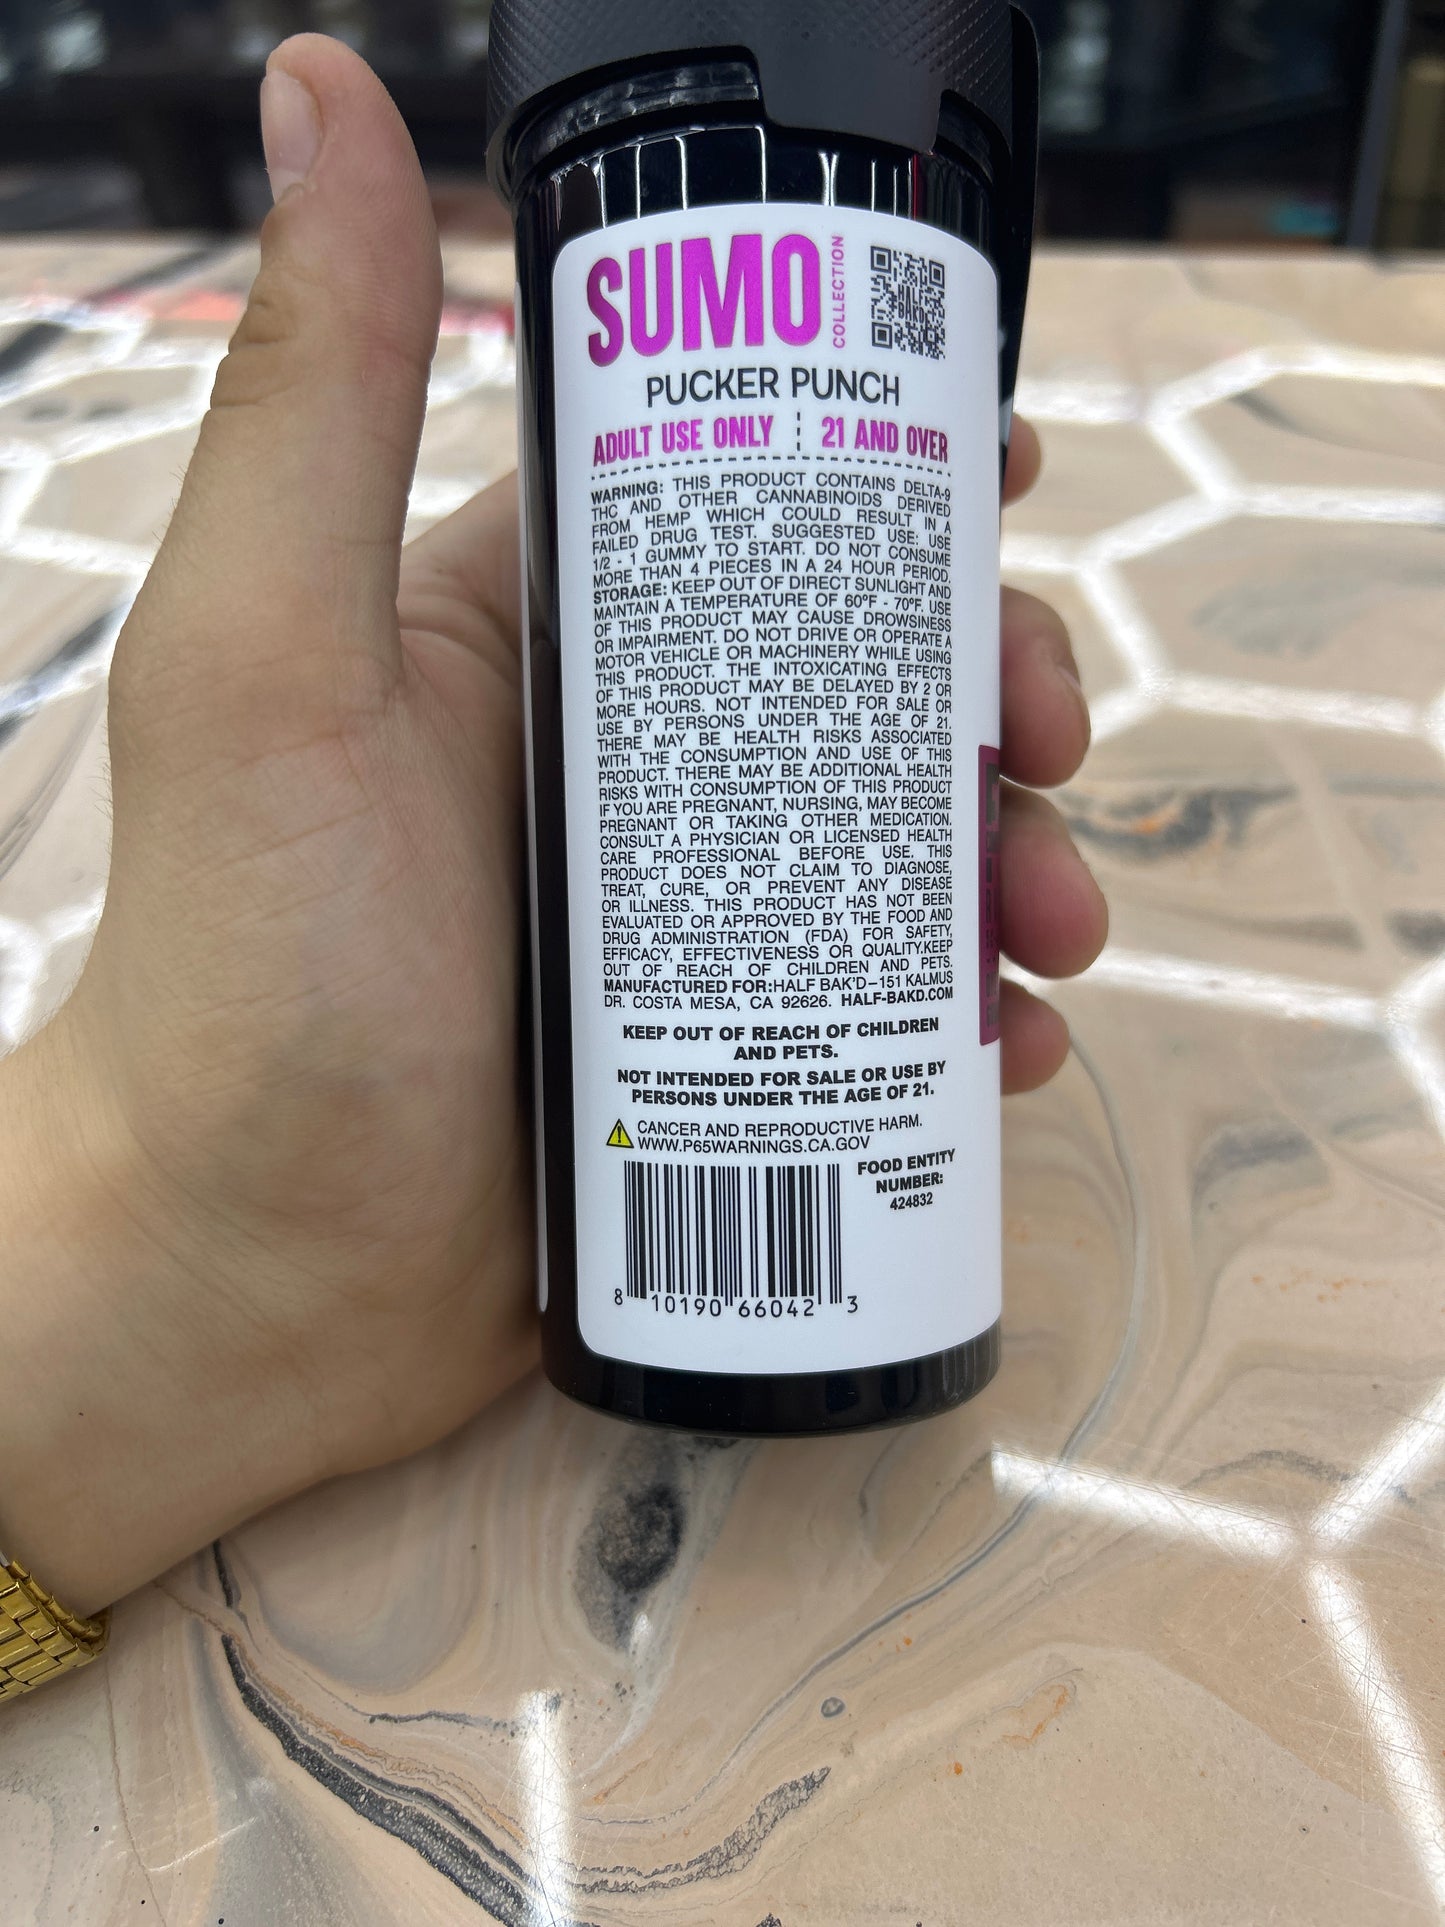 SUMO
COLLECTION
HALF
BAKD
PUCKER PUNCH
ADULT USE ONLY 21 AND OVER
WARNING: THIS PRODUCT CONTAINS DELTA-9
THC AND OTHER CANNABINOIDS DERIVED
FROM HEMP WHICH COULD RESULT IN A
FAILED DRUG TEST. SUGGESTED USE: USE
1/2 - 1 GUMMY TO START. DO NOT CONSUME
MORE THAN 4 PIECES IN A 24 HOUR PERIOD.
STORAGE: KEEP OUT OF DIRECT SUNLIGHT AND
MAINTAIN A TEMPERATURE OF 60°F - 70°F. USE
OF THIS PRODUCT MAY CAUSE DROWSINESS
OR IMPAIRMENT. DO NOT DRIVE OR OPERATE A
MOTOR VEHICLE OR MACHINERY WHILE USING
THIS PRODUCT. THE INTOXICATING EFFECTS
OF THIS PRODUCT MAY BE DELAYED BY 2 OR
MORE HOURS. NOT INTENDED FOR SALE OR
USE BY PERSONS UNDER THE AGE OF 21.
THERE MAY BE HEALTH RISKS ASSOCIATED
WITH THE CONSUMPTION AND USE OF THIS
PRODUCT. THERE MAY BE ADDITIONAL HEALTH
RISKS WITH CONSUMPTION OF THIS PRODUCT
IF YOU ARE PREGNANT, NURSING, MAY BECOME
PREGNANT OR TAKING OTHER MEDICATION.
CONSULT A PHYSICIAN OR LICENSED HEALTH
CARE PROFESSIONAL BEFORE USE. THIS
PRODUCT DOES NOT CLAIM TO DIAGNOSE,
TREAT, CURE, OR PREVENT ANY DISEASE
OR ILLNESS. THIS PRODUCT HAS NOT BEEN
EVALUATED OR APPROVED BY THE FOOD AND
DRUG ADMINISTRATION (FDA) FOR SAFETY,
EFFICACY, EFFECTIVENESS OR QUALITY.KEEP
OUT OF REACH OF CHILDREN AND PETS.
MANUFACTURED FOR:HALF BAK'D–151 KALMUS
DR. COSTA MESA, CA 92626. HALF-BAKD.COM
KEEP OUT OF REACH OF CHILDREN
AND PETS.
NOT INTENDED FOR SALE OR USE BY
PERSONS UNDER THE AGE OF 21.
CANCER AND REPRODUCTIVE HARM.
WWW.P65WARNINGS.CA.GOV
FOOD ENTITY
NUMBER:
424832
8 10190 66042 3